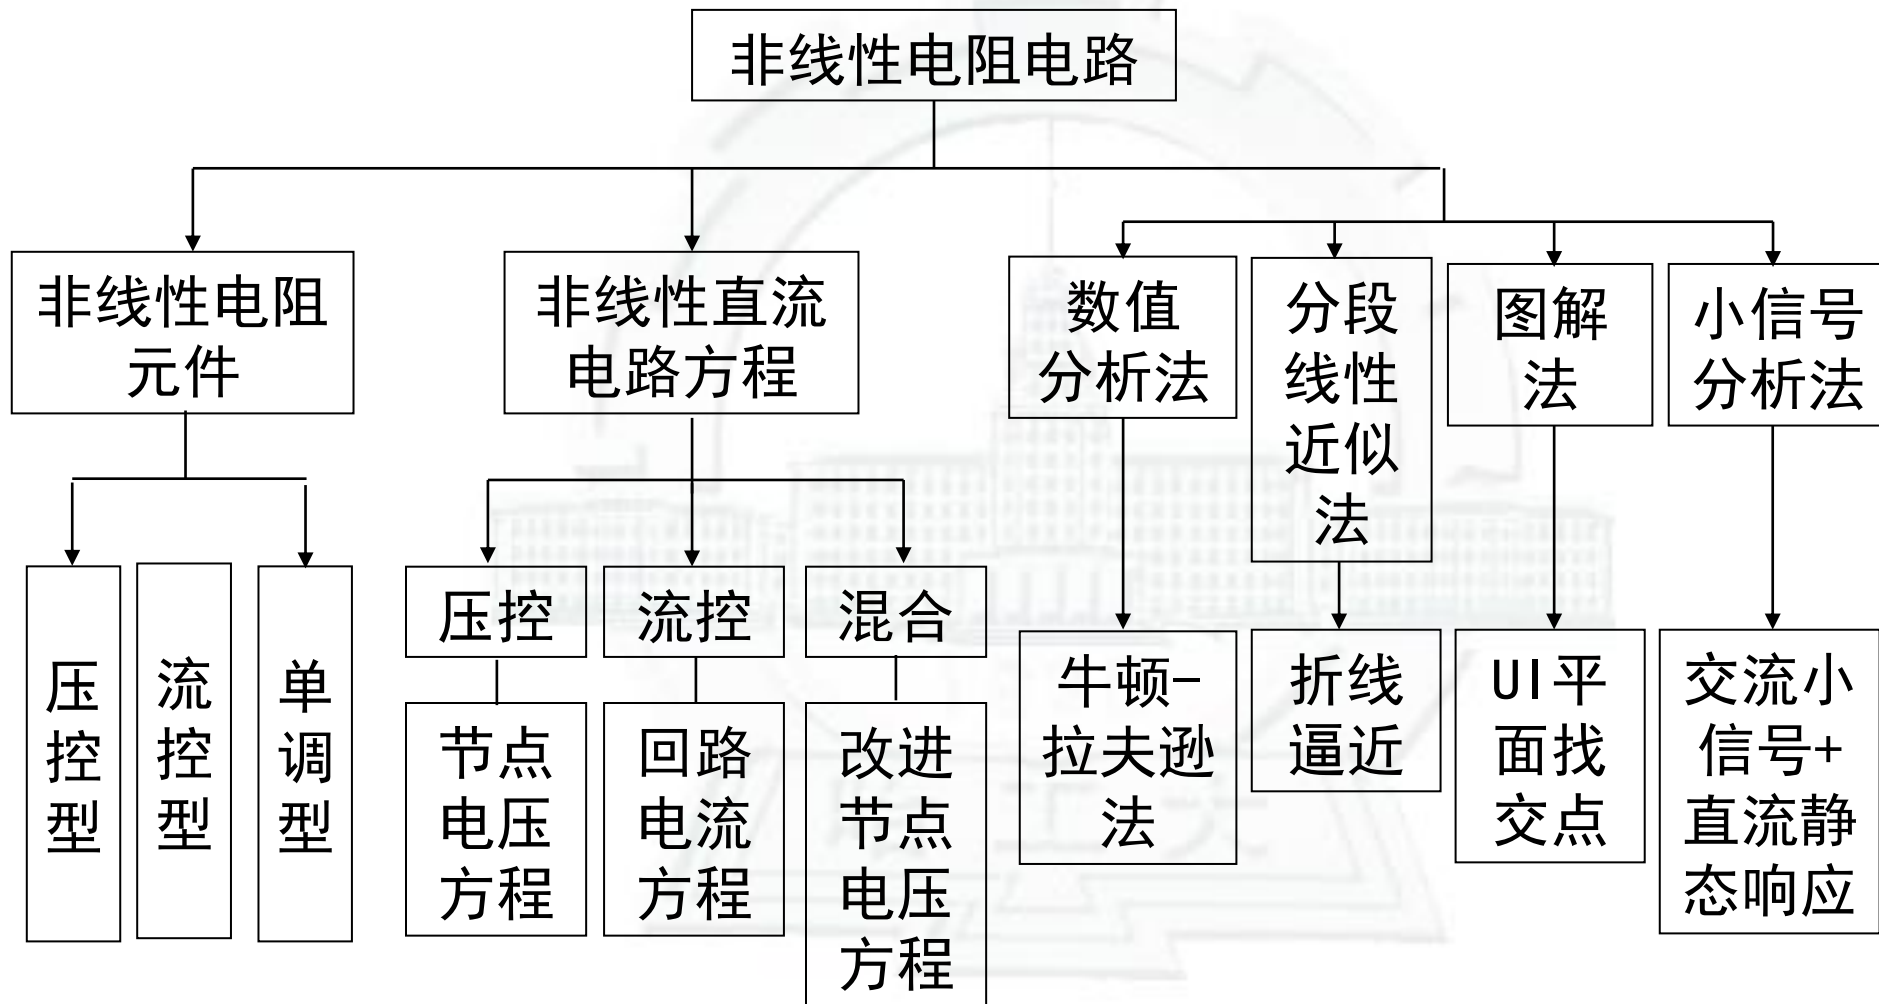 非线性电阻电路
非线性电阻
元件
非线性直流
电路方程
数值
分析法
分段
线性
近似
法
图解
法
小信号
分析法
压
控
型
流
控
型
单
调
型
压控
流控
混合
节点
电压
方程
回路
电流
方程
改进
节点
电压
方程
牛顿-
拉夫逊
法
折线
逼近
UI平
面找
交点
交流小
信号+
直流静
态响应